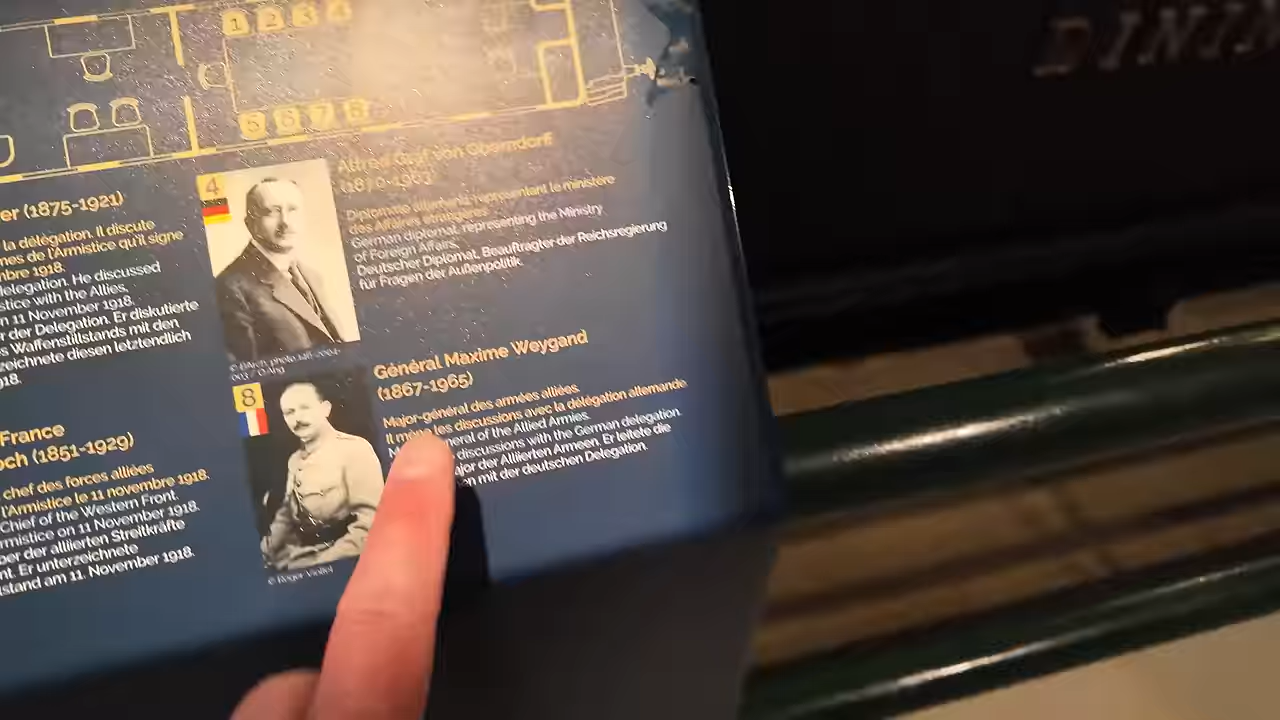 DININ
1 2 3 4
5 6 7 8
er (1875-1921)
la délégation. Il discute
mes de l'Armistice qu'il signe
mbre 1918.
delegation. He discussed
stice with the Allies,
n 11 November 1918.
r der Delegation. Er diskutierte
s Waffenstillstands mit den
zeichnete diesen letztendlich
918.
4
Alfred Graf von Oberndorff
Diplomate allemand représentant le ministère
des Affaires étrangères.
German diplomat, representing the Ministry
of Foreign Affairs.
Deutscher Diplomat, Beauftragter der Reichsregierung
für Fragen der Außenpolitik.
France
och (1851-1929)
chef des forces alliées
l'Armistice le 11 novembre 1918.
Chief of the Western Front.
rmistice on 11 November 1918.
ber der alliierten Streitkräfte
nt. Er unterzeichnete
stand am 11. November 1918.
8
Général Maxime Weygand
(1867-1965)
Major-général des armées alliées
Il mène les discussions avec la délégation allemande
neral of the Allied Armies.
discussions with the German delegation.
ajor der Alliierten Armeen. Er leitete die
on mit der deutschen Delegation.
© Roger Viollet